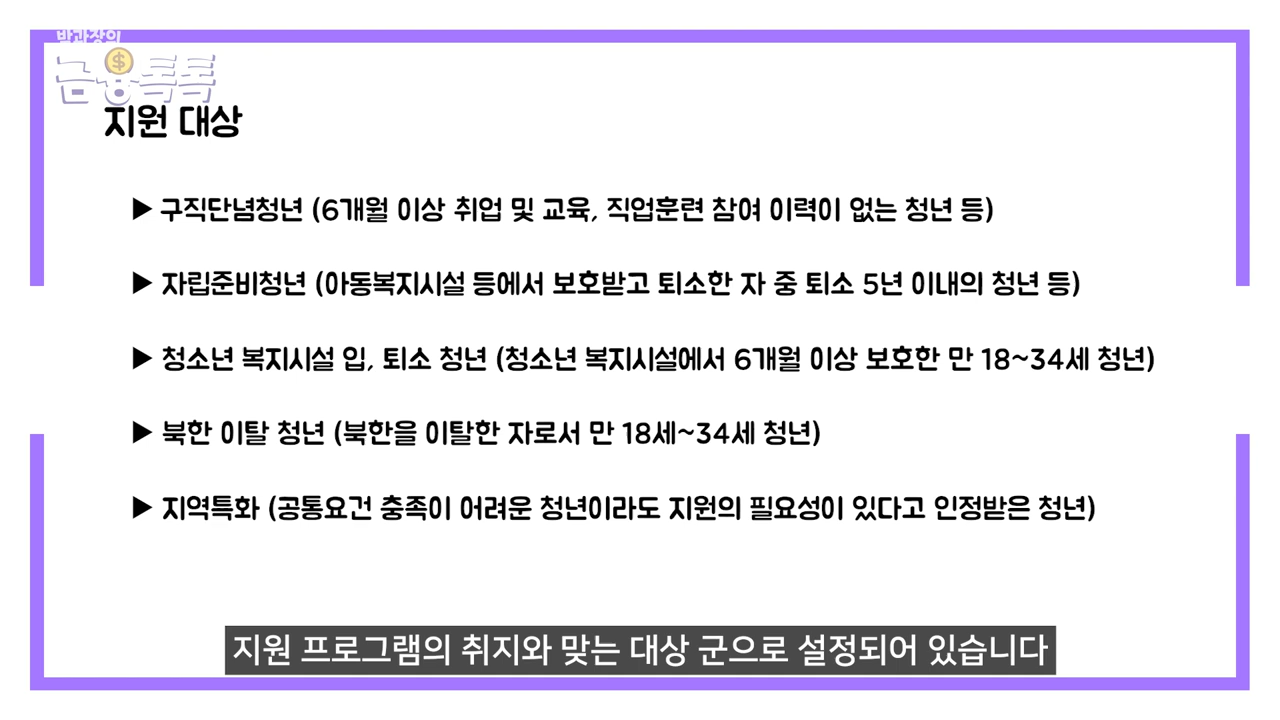 박과장의
금융톡톡
지원 대상
▶ 구직단념청년 (6개월 이상 취업 및 교육, 직업훈련 참여 이력이 없는 청년 등)
▶ 자립준비청년 (아동복지시설 등에서 보호받고 퇴소한 자 중 퇴소 5년 이내의 청년 등)
▶ 청소년 복지시설 입, 퇴소 청년 (청소년 복지시설에서 6개월 이상 보호한 만 18~34세 청년)
▶ 북한 이탈 청년 (북한을 이탈한 자로서 만 18세~34세 청년)
▶ 지역특화 (공통요건 충족이 어려운 청년이라도 지원의 필요성이 있다고 인정받은 청년)
지원 프로그램의 취지와 맞는 대상 군으로 설정되어 있습니다